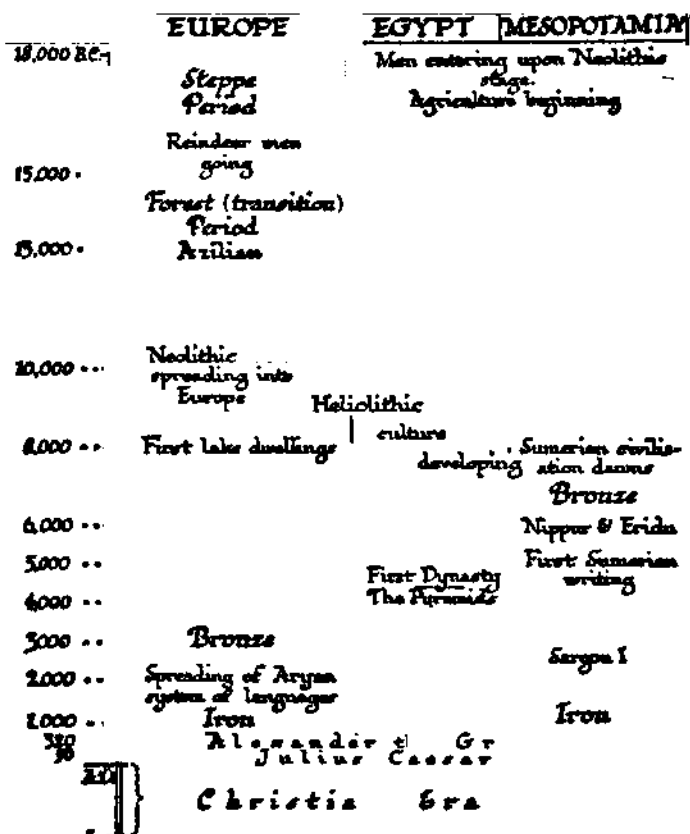 EUROPE EGYPT MESOPOTAMIA
18,000 B.C.
Men entering upon Neolithic
stage.
Steppe Agriculture beginning
Period
Reindeer men
going
15,000
Forest (transition)
Period
13,000 Azilian
Neolithic
10,000 spreading into
Europe
Heliolithic
culture
8,000 First lake dwellings developing Sumerian civilis-
ation dawns
Bronze
6,000 Nippur & Eridu
5,000 First Sumerian
First Dynasty writing
4,000 The Pyramids
3000 Bronze
Sargon I
2,000 Spreading of Aryan
system of languages
1,000 Iron Iron
Alexander t Gr
Julius Caesar
Christia Era